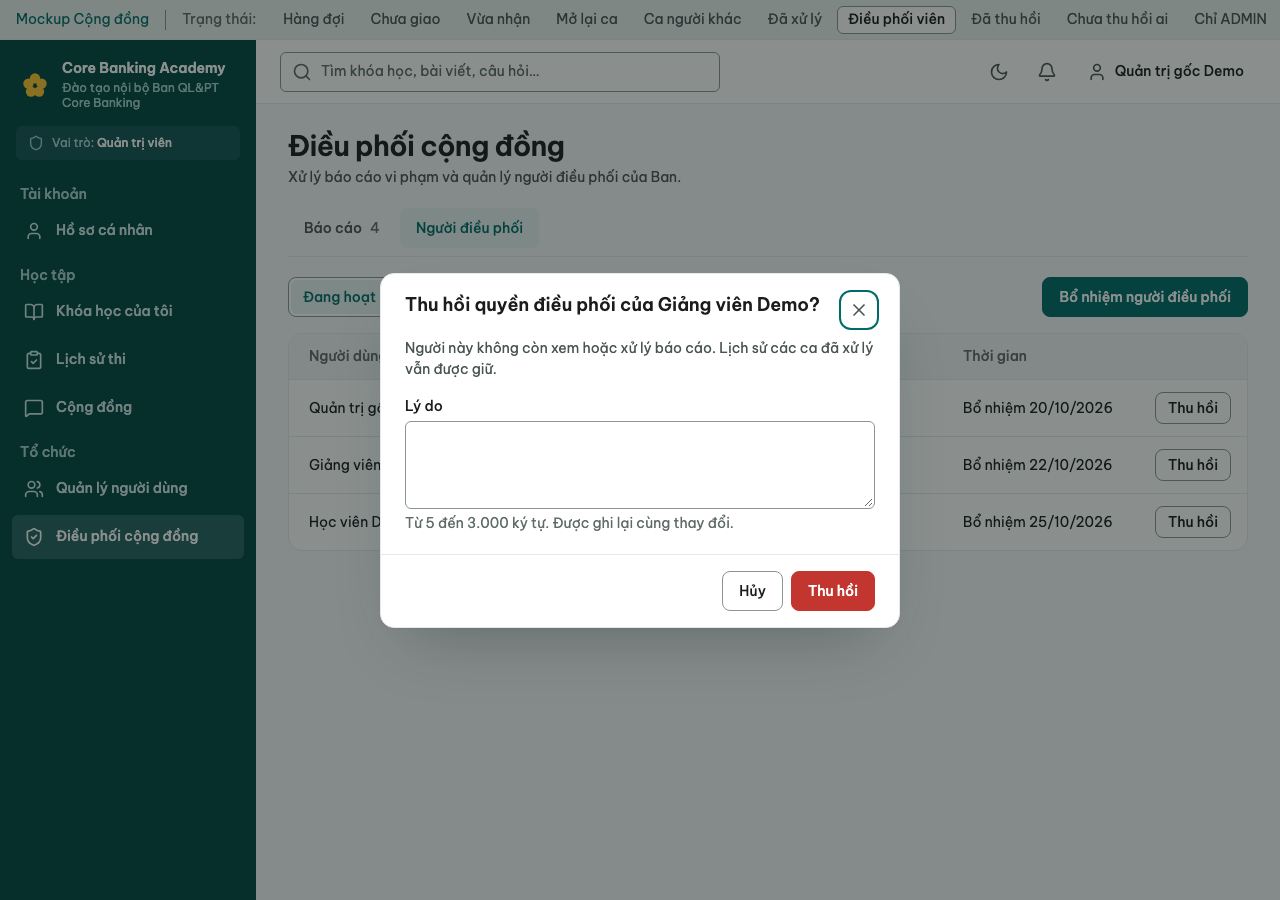 Mockup Cộng đồng
Trạng thái:
Hàng đợi
Chưa giao
Vừa nhận
Mở lại ca
Ca người khác
Đã xử lý
Điều phối viên
Đã thu hồi
Chưa thu hồi ai
Chỉ ADMIN
Core Banking Academy
Đào tạo nội bộ Ban QL&PT
Core Banking
Vai trò: Quản trị viên
Tài khoản
Hồ sơ cá nhân
Học tập
Khóa học của tôi
Lịch sử thi
Cộng đồng
Tổ chức
Quản lý người dùng
Điều phối cộng đồng
Tìm khóa học, bài viết, câu hỏi...
Quản trị gốc Demo
Điều phối cộng đồng
Xử lý báo cáo vi phạm và quản lý người điều phối của Ban.
Báo cáo 4
Người điều phối
Đang hoạt
Bổ nhiệm người điều phối
Thời gian
Quản trị
Bổ nhiệm 20/10/2026
Thu hồi
Giảng viên
Bổ nhiệm 22/10/2026
Thu hồi
Học viên
Bổ nhiệm 25/10/2026
Thu hồi
Thu hồi quyền điều phối của Giảng viên Demo?
Người này không còn xem hoặc xử lý báo cáo. Lịch sử các ca đã xử lý
vẫn được giữ.
Lý do
Từ 5 đến 3.000 ký tự. Được ghi lại cùng thay đổi.
Hủy
Thu hồi